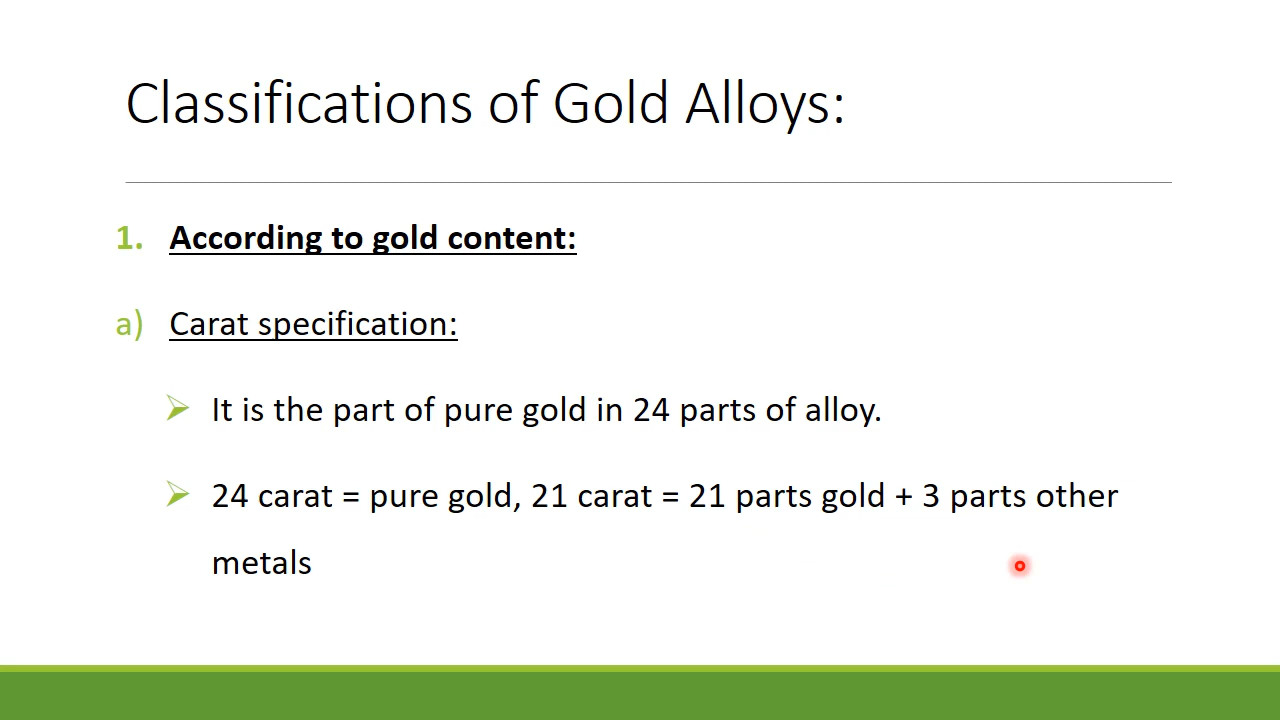 Classifications of Gold Alloys:
1. According to gold content:
a) Carat specification:
It is the part of pure gold in 24 parts of alloy.
24 carat = pure gold, 21 carat = 21 parts gold + 3 parts other
metals